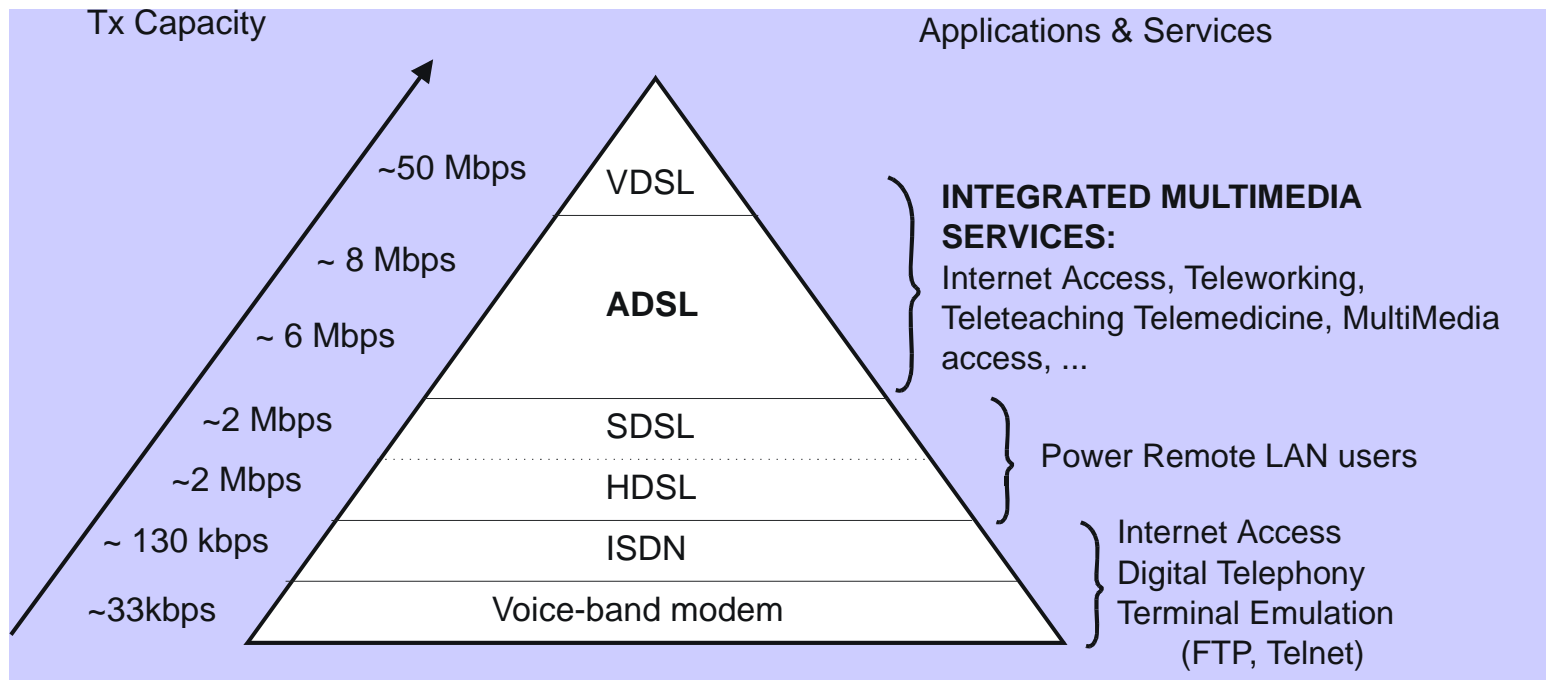 Tx Capacity
Applications & Services
~50 Mbps
~ 8 Mbps
~ 6 Mbps
~2 Mbps
~2 Mbps
~ 130 kbps
~33kbps
VDSL
ADSL
SDSL
HDSL
ISDN
Voice-band modem
INTEGRATED MULTIMEDIA
SERVICES:
Internet Access, Teleworking,
Teleteaching Telemedicine, MultiMedia
access, ...
Power Remote LAN users
Internet Access
Digital Telephony
Terminal Emulation
(FTP, Telnet)